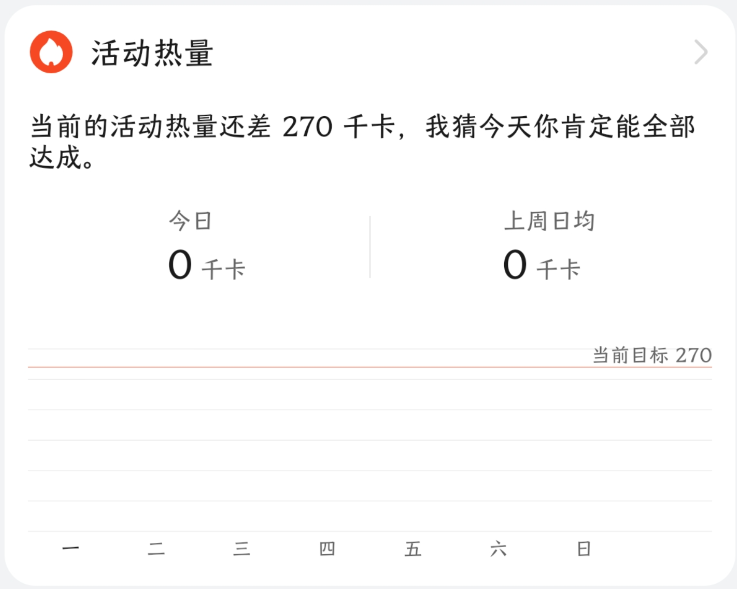 活动热量
当前的活动热量还差 270 千卡，我猜今天你肯定能全部
达成。
今日
上周日均
0 千卡
0 千卡
当前目标 270
一 二 三 四 五 六 日